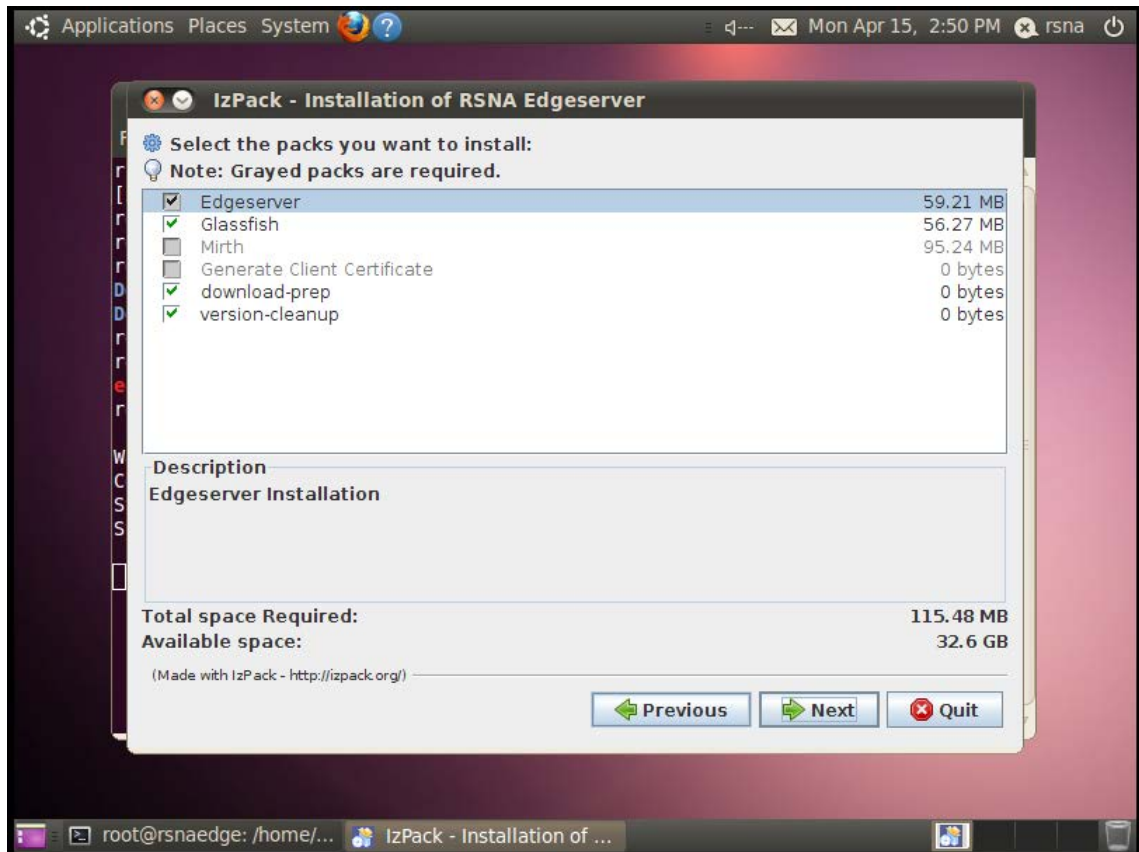 Applications Places System
Mon Apr 15, 2:50 PM rsna
IzPack - Installation of RSNA Edgeserver
Select the packs you want to install:
Note: Grayed packs are required.
Edgeserver 59.21 MB
Glassfish 56.27 MB
Mirth 95.24 MB
Generate Client Certificate 0 bytes
download-prep 0 bytes
version-cleanup 0 bytes
Description
Edgeserver Installation
Total space Required: 115.48 MB
Available space: 32.6 GB
(Made with IzPack - http://izpack.org/)
Previous Next Quit
root@rsnaedge: /home/... IzPack - Installation of ...